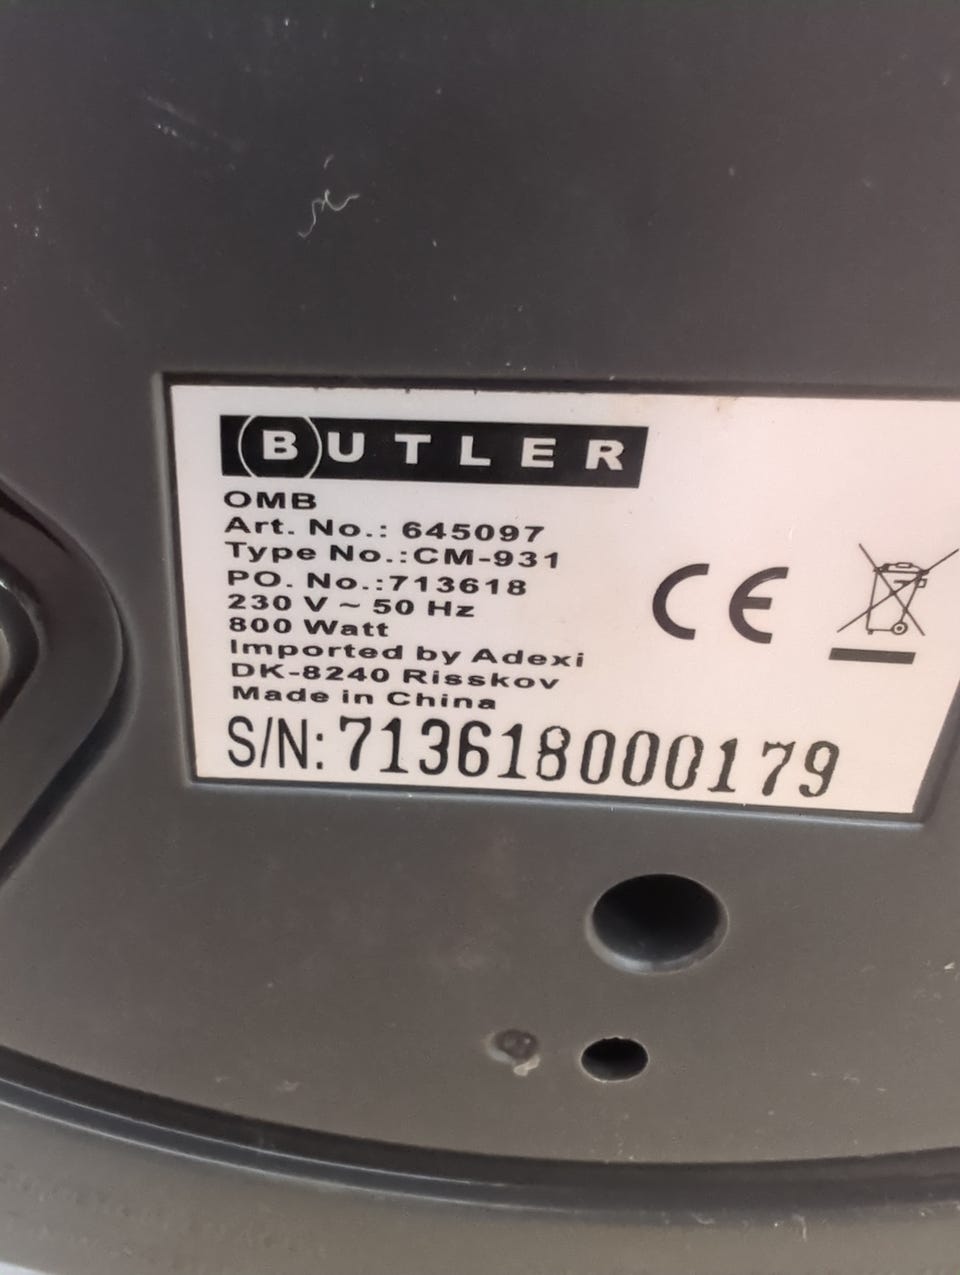 BUTLER
OMB
Art. No.: 645097
Type No.:CM-931
PO. No.:713618
230 V ~ 50 Hz
800 Watt
Imported by Adexi
DK-8240 Risskov
Made in China
S/N: 713618000179
CE